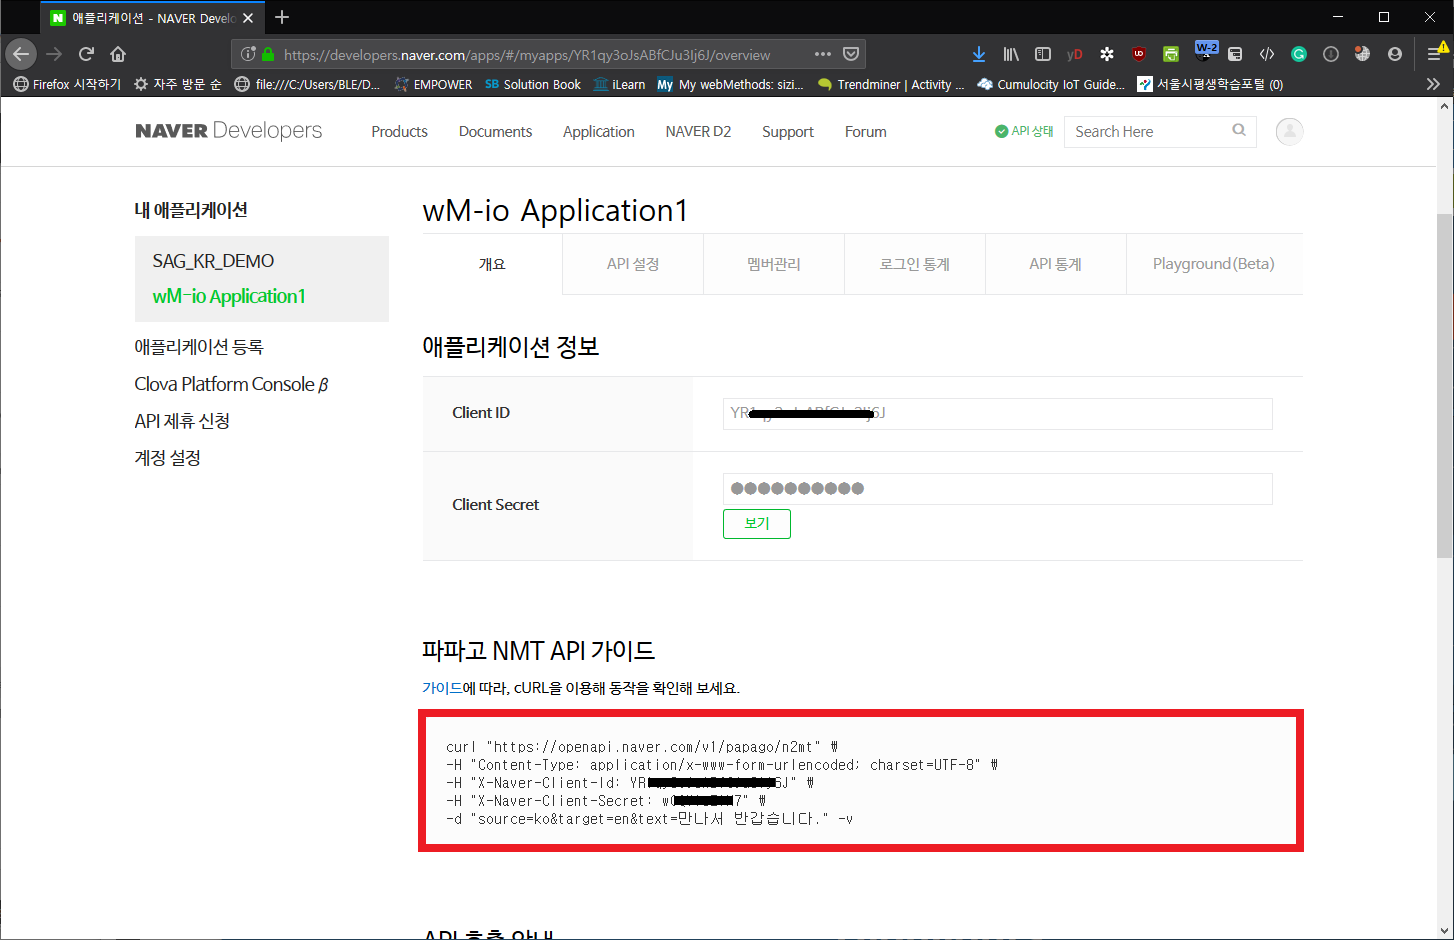 애플리케이션 - NAVER Develo
https://developers.naver.com/apps/#/myapps/YR1qy3oJsABfCJu3Ij6J/overview
Firefox 시작하기 자주 방문 순 file:///C:/Users/BLE/D... EMPOWER SB Solution Book iLearn My My webMethods: sizi... Trendminer | Activity ... Cumulocity IoT Guide... 서울시평생학습포털 (0)
NAVER Developers Products Documents Application NAVER D2 Support Forum API 상태 Search Here
내 애플리케이션
SAG_KR_DEMO
wM-io Application1
애플리케이션 등록
Clova Platform Console β
API 제휴 신청
계정 설정
wM-io Application1
개요 API 설정 멤버관리 로그인 통계 API 통계 Playground(Beta)
애플리케이션 정보
Client ID YR 6J
Client Secret
보기
파파고 NMT API 가이드
가이드에 따라, cURL을 이용해 동작을 확인해 보세요.
curl "https://openapi.naver.com/v1/papago/n2mt" ₩
-H "Content-Type: application/x-www-form-urlencoded; charset=UTF-8" ₩
-H "X-Naver-Client-Id: YR 6J" ₩
-H "X-Naver-Client-Secret: w 7" ₩
-d "source=ko&target=en&text=만나서 반갑습니다." -v
API 호출 안내